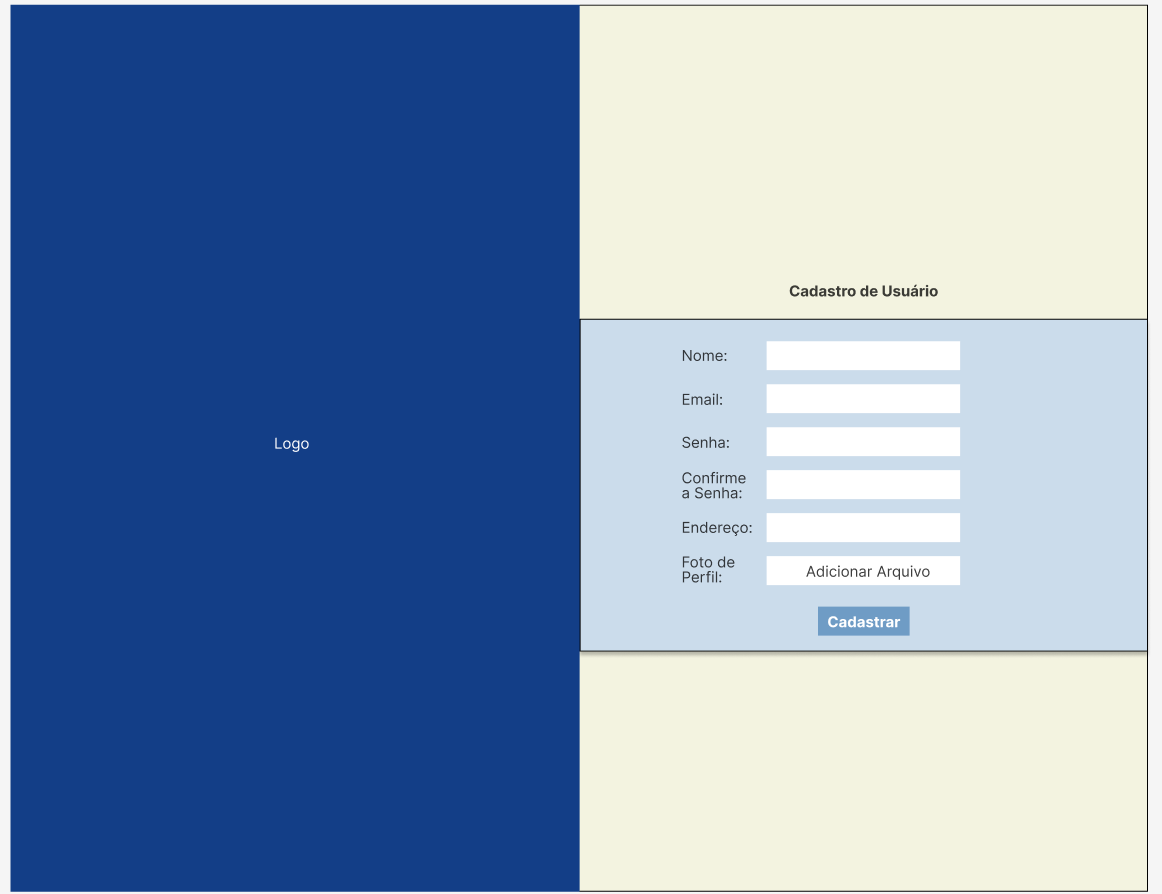 Logo
Cadastro de Usuário
Nome:
Email:
Senha:
Confirme
a Senha:
Endereço:
Foto de
Perfil:
Adicionar Arquivo
Cadastrar